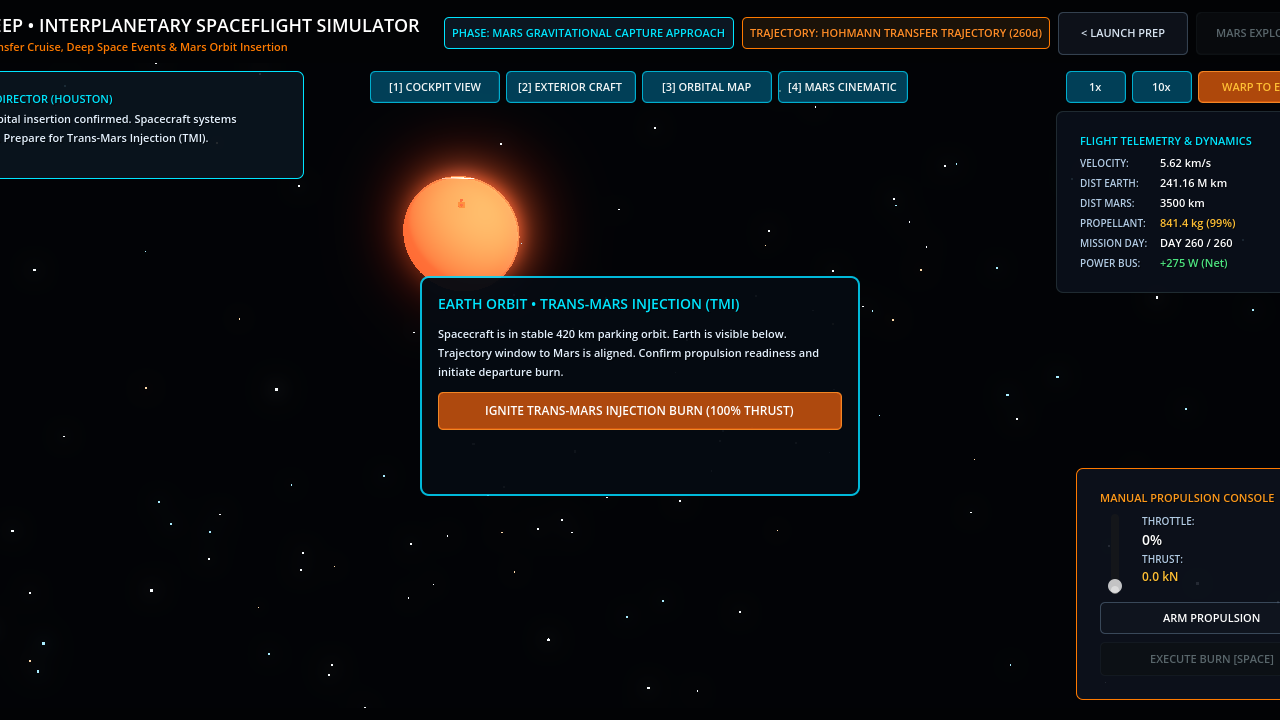 EEP • INTERPLANETARY SPACEFLIGHT SIMULATOR
nsfer Cruise, Deep Space Events & Mars Orbit Insertion
PHASE: MARS GRAVITATIONAL CAPTURE APPROACH
TRAJECTORY: HOHMANN TRANSFER TRAJECTORY (260d)
< LAUNCH PREP
MARS EXPLO
[1] COCKPIT VIEW
[2] EXTERIOR CRAFT
[3] ORBITAL MAP
[4] MARS CINEMATIC
1x
10x
WARP TO E
DIRECTOR (HOUSTON)
bital insertion confirmed. Spacecraft systems
Prepare for Trans-Mars Injection (TMI).
FLIGHT TELEMETRY & DYNAMICS
VELOCITY: 5.62 km/s
DIST EARTH: 241.16 M km
DIST MARS: 3500 km
PROPELLANT: 841.4 kg (99%)
MISSION DAY: DAY 260 / 260
POWER BUS: +275 W (Net)
EARTH ORBIT • TRANS-MARS INJECTION (TMI)
Spacecraft is in stable 420 km parking orbit. Earth is visible below.
Trajectory window to Mars is aligned. Confirm propulsion readiness and
initiate departure burn.
IGNITE TRANS-MARS INJECTION BURN (100% THRUST)
MANUAL PROPULSION CONSOLE
THROTTLE:
0%
THRUST:
0.0 kN
ARM PROPULSION
EXECUTE BURN [SPACE]